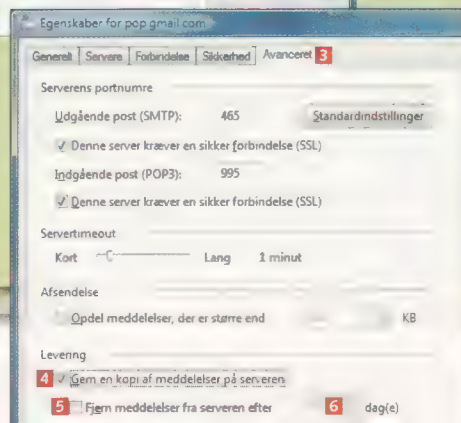 Egenskaber for pop gmail com
Generelt Servere Forbindelse Sikkerhed Avanceret 3
Serverens portnumre
Udgående post (SMTP): 465 Standardindstillinger
Denne server kræver en sikker forbindelse (SSL)
Indgående post (POP3): 995
Denne server kræver en sikker forbindelse (SSL)
Servertimeout
Kort Lang 1 minut
Afsendelse
Opdel meddelelser, der er større end KB
Levering
4 Gem en kopi af meddelelser på serveren
5 Fjern meddelelser fra serveren efter 6 dag(e)